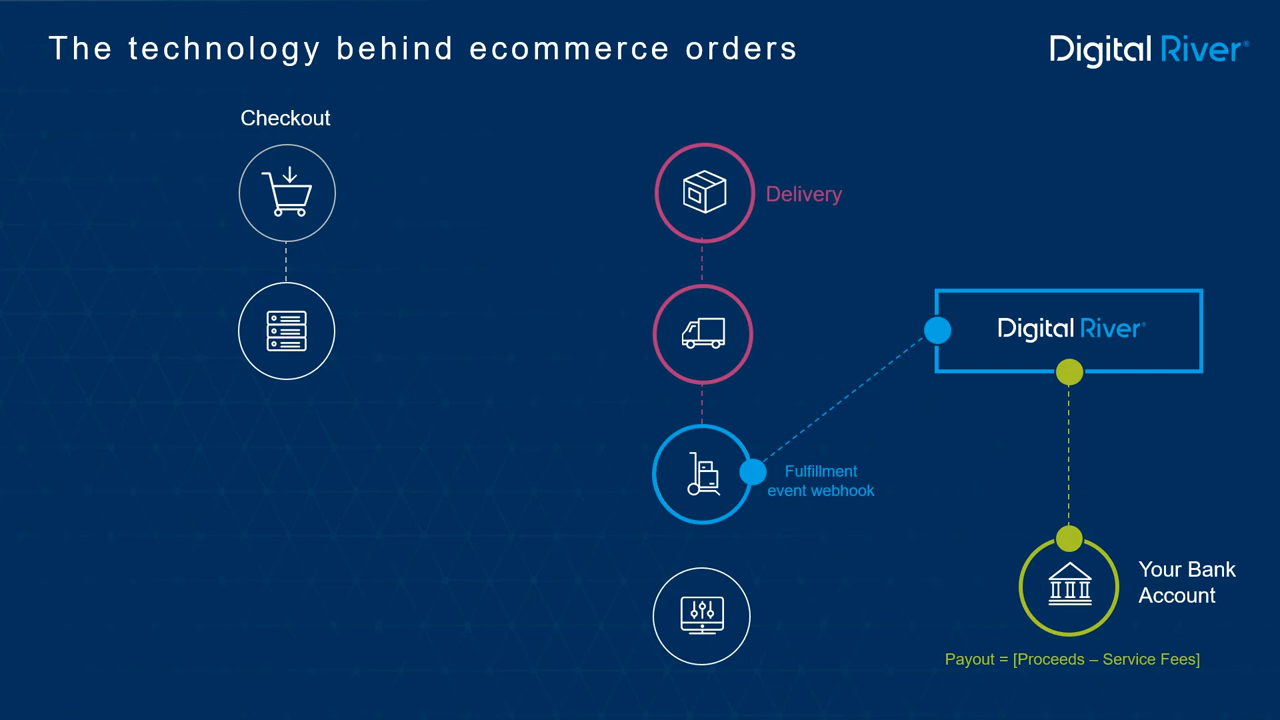 The technology behind ecommerce orders
Digital River®
Checkout
Delivery
Digital River®
Fulfillment
event webhook
Your Bank
Account
Payout = [Proceeds – Service Fees]